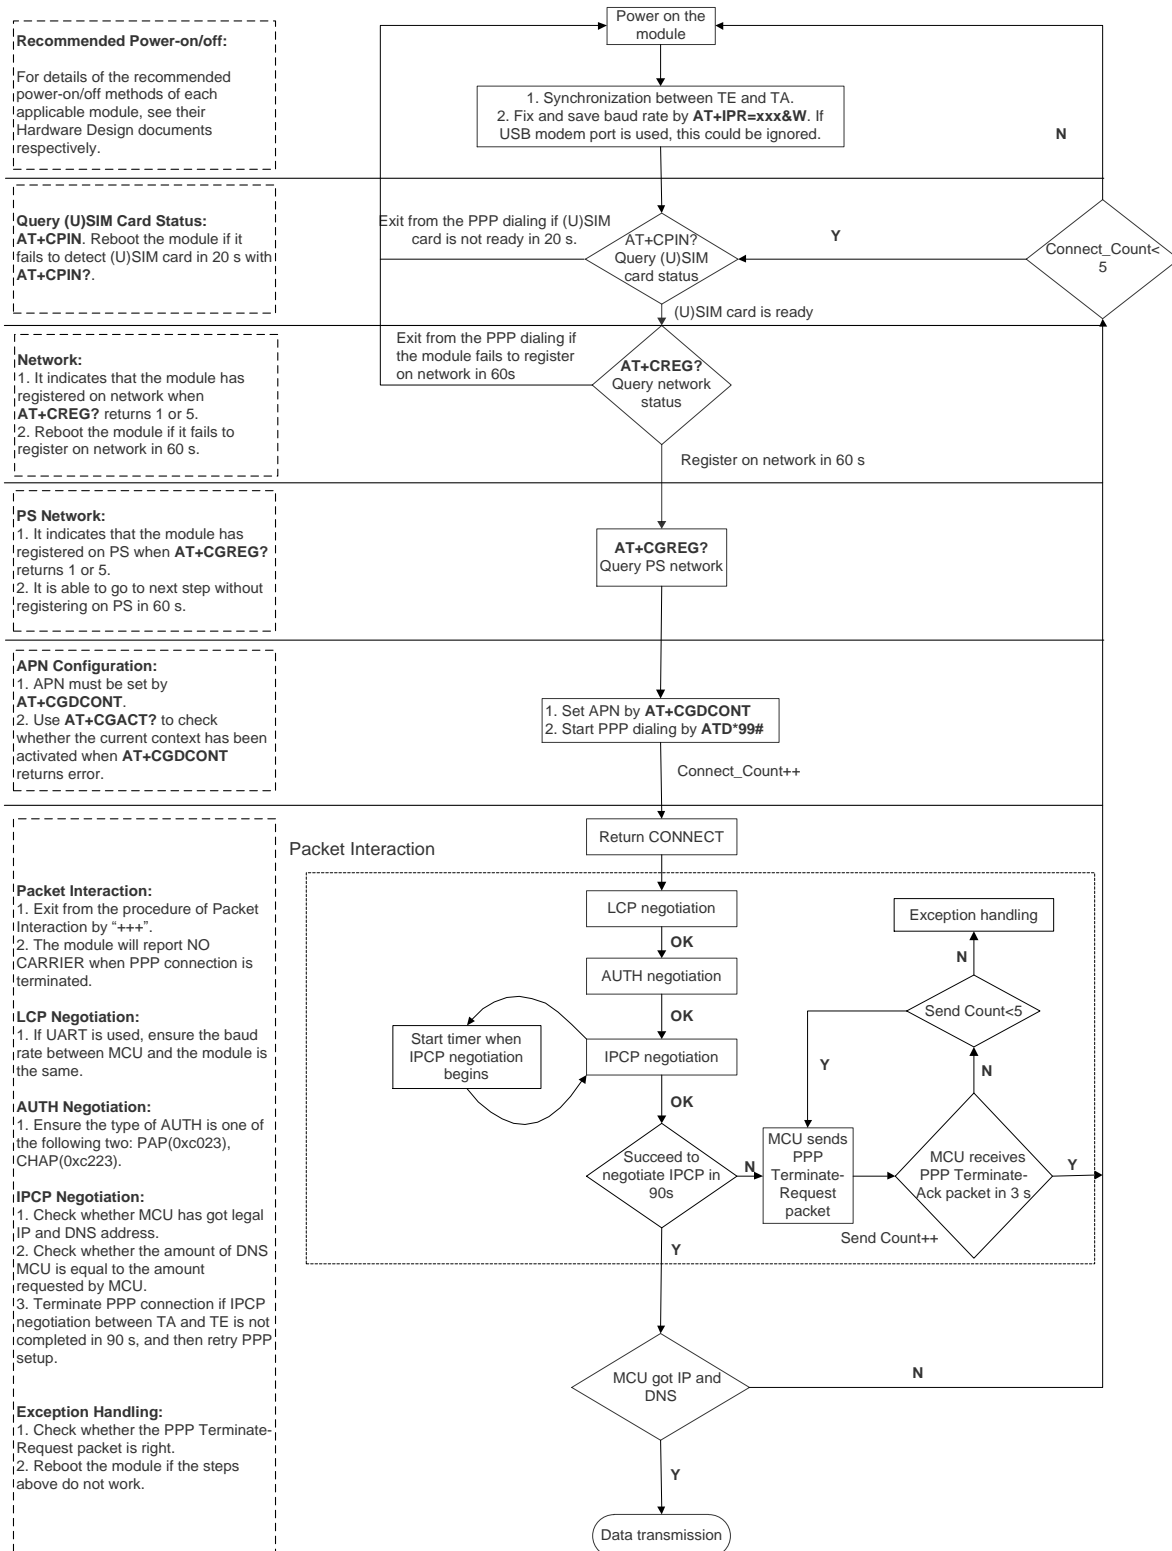 Recommended Power-on/off:
For details of the recommended
power-on/off methods of each
applicable module, see their
Hardware Design documents
respectively.
Power on the
module
1. Synchronization between TE and TA.
2. Fix and save baud rate by AT+IPR=xxx&W. If
USB modem port is used, this could be ignored.
N
Query (U)SIM Card Status:
AT+CPIN. Reboot the module if it
fails to detect (U)SIM card in 20 s with
AT+CPIN?.
Exit from the PPP dialing if (U)SIM
card is not ready in 20 s.
AT+CPIN?
Query (U)SIM
card status
Y
Connect_Count<
5
(U)SIM card is ready
Network:
1. It indicates that the module has
registered on network when
AT+CREG? returns 1 or 5.
2. Reboot the module if it fails to
register on network in 60 s.
Exit from the PPP dialing if
the module fails to register
on network in 60s
AT+CREG?
Query network
status
Register on network in 60 s
PS Network:
1. It indicates that the module has
registered on PS when AT+CGREG?
returns 1 or 5.
2. It is able to go to next step without
registering on PS in 60 s.
AT+CGREG?
Query PS network
APN Configuration:
1. APN must be set by
AT+CGDCONT.
2. Use AT+CGACT? to check
whether the current context has been
activated when AT+CGDCONT
returns error.
1. Set APN by AT+CGDCONT
2. Start PPP dialing by ATD*99#
Connect_Count++
Packet Interaction:
1. Exit from the procedure of Packet
Interaction by “+++”.
2. The module will report NO
CARRIER when PPP connection is
terminated.
LCP Negotiation:
1. If UART is used, ensure the baud
rate between MCU and the module is
the same.
AUTH Negotiation:
1. Ensure the type of AUTH is one of
the following two: PAP(0xc023),
CHAP(0xc223).
IPCP Negotiation:
1. Check whether MCU has got legal
IP and DNS address.
2. Check whether the amount of DNS
MCU is equal to the amount
requested by MCU.
3. Terminate PPP connection if IPCP
negotiation between TA and TE is not
completed in 90 s, and then retry PPP
setup.
Exception Handling:
1. Check whether the PPP Terminate-
Request packet is right.
2. Reboot the module if the steps
above do not work.
Return CONNECT
Packet Interaction
LCP negotiation
OK
AUTH negotiation
OK
Start timer when
IPCP negotiation
begins
IPCP negotiation
OK
Succeed to
negotiate IPCP in
90s
N
MCU sends
PPP
Terminate-
Request
packet
Send Count++
MCU receives
PPP Terminate-
Ack packet in 3 s
Y
N
Send Count<5
Y
N
Exception handling
Y
MCU got IP and
DNS
N
Y
Data transmission